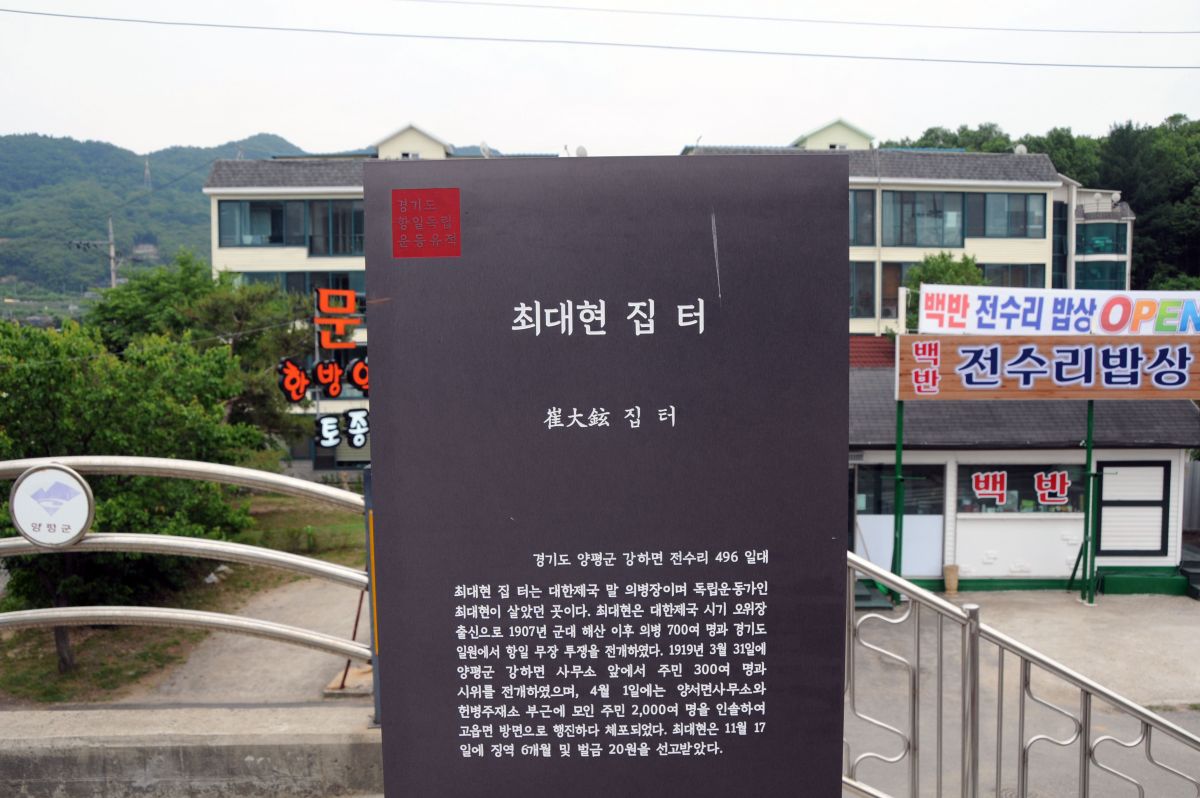 경기도
항일독립
운동유적
최대현 집 터
崔大鉉 집 터
경기도 양평군 강하면 전수리 496 일대
최대현 집 터는 대한제국 말 의병장이며 독립운동가인
최대현이 살았던 곳이다. 최대현은 대한제국 시기 오위장
출신으로 1907년 군대 해산 이후 의병 700여 명과 경기도
일원에서 항일 무장 투쟁을 전개하였다. 1919년 3월 31일에
양평군 강하면 사무소 앞에서 주민 300여 명과
시위를 전개하였으며, 4월 1일에는 양서면사무소와
헌병주재소 부근에 모인 주민 2,000여 명을 인솔하여
고읍면 방면으로 행진하다 체포되었다. 최대현은 11월 17
일에 징역 6개월 및 벌금 20원을 선고받았다.
문
한방
토종
양평군
백반 전수리 밥상 OPEN
백반 전수리밥상
백 반